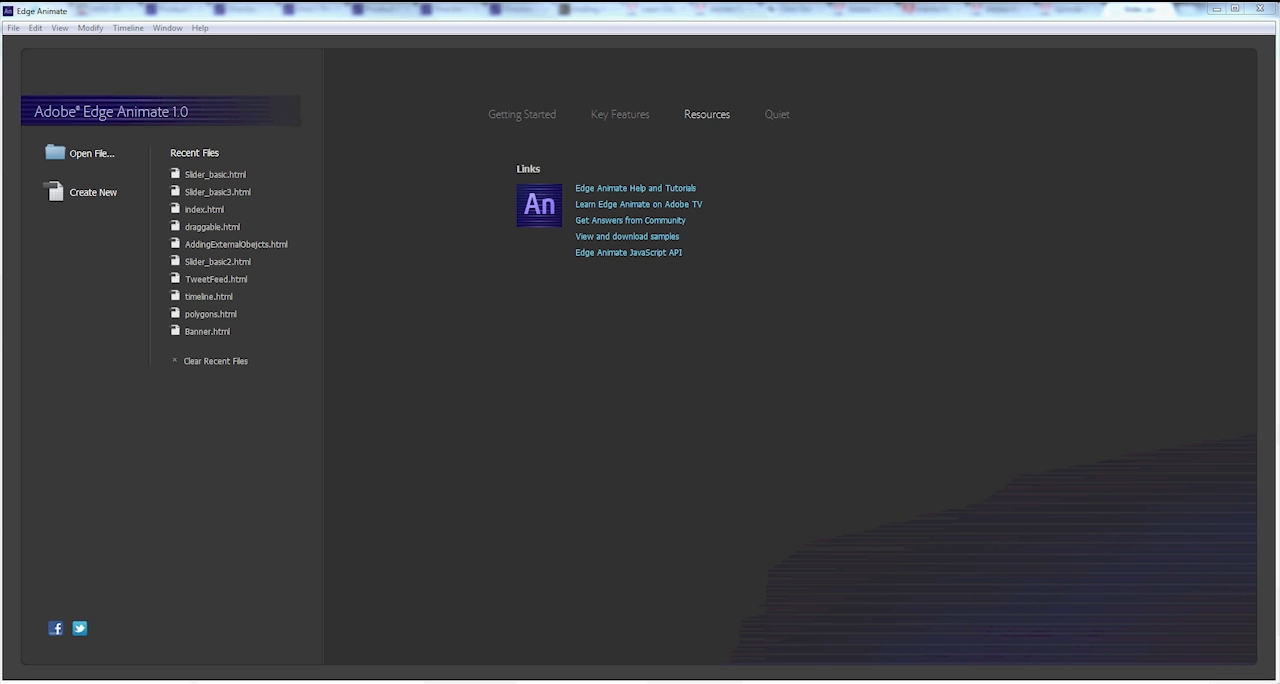 Edge Animate
File Edit View Modify Timeline Window Help
Adobe® Edge Animate 1.0
Open File...
Create New
Recent Files
Slider_basic.html
Slider_basic3.html
index.html
draggable.html
AddingExternalObejcts.html
Slider_basic2.html
TweetFeed.html
timeline.html
polygons.html
Banner.html
Clear Recent Files
Getting Started Key Features Resources Quiet
Links
An
Edge Animate Help and Tutorials
Learn Edge Animate on Adobe TV
Get Answers from Community
View and download samples
Edge Animate JavaScript API